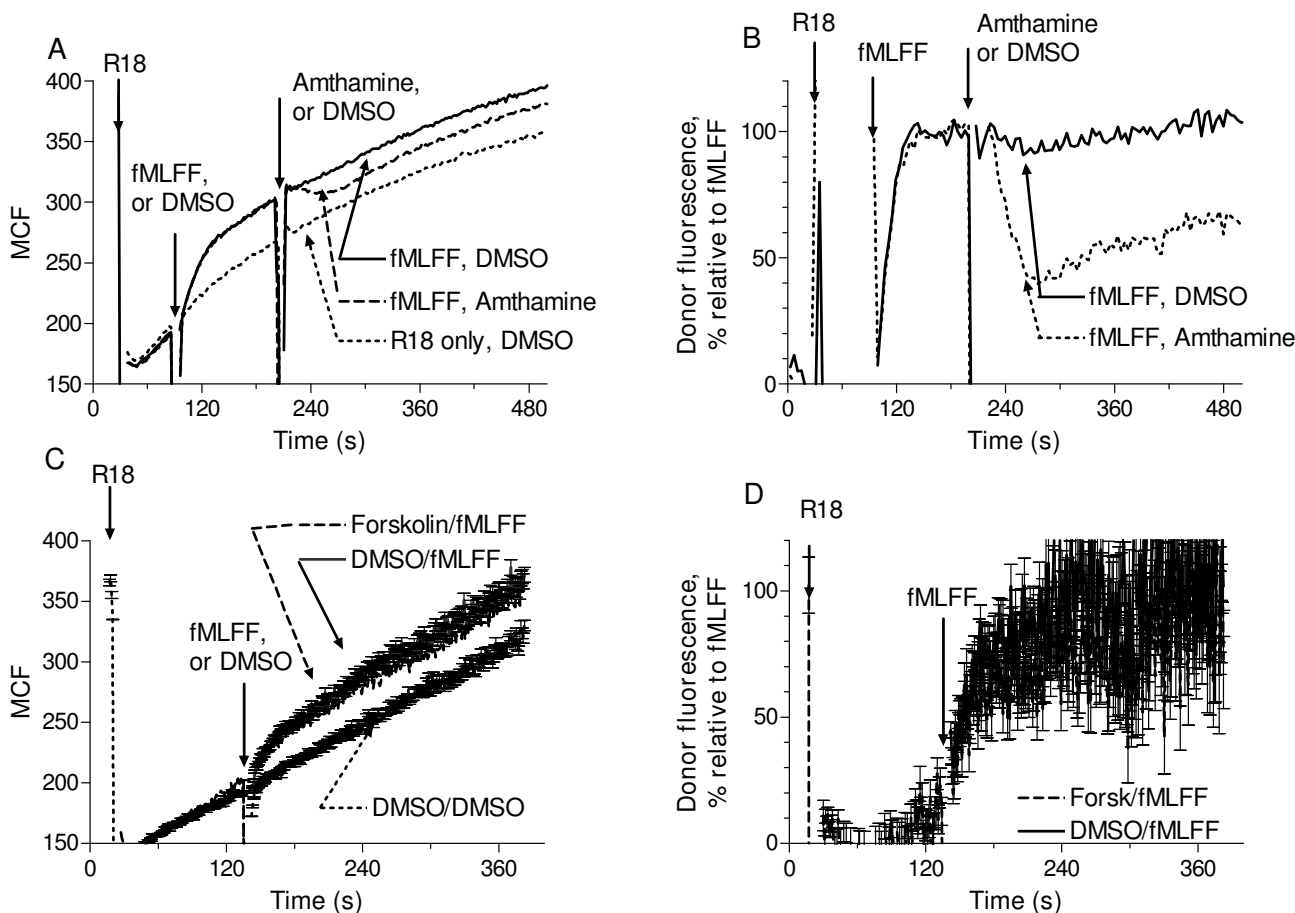 A
R18
Amthamine,
or DMSO
fMLFF,
or DMSO
MCF
400
350
300
250
200
150
fMLFF, DMSO
fMLFF, Amthamine
R18 only, DMSO
0
120
240
360
480
Time (s)
B
R18
fMLFF
Amthamine
or DMSO
Donor fluorescence,
% relative to fMLFF
100
50
0
fMLFF, DMSO
fMLFF, Amthamine
0
120
240
360
480
Time (s)
C
R18
Forskolin/fMLFF
DMSO/fMLFF
fMLFF,
or DMSO
MCF
400
350
300
250
200
150
DMSO/DMSO
0
120
240
360
Time (s)
D
R18
fMLFF
Donor fluorescence,
% relative to fMLFF
100
50
0
Forsk/fMLFF
DMSO/fMLFF
0
120
240
360
Time (s)